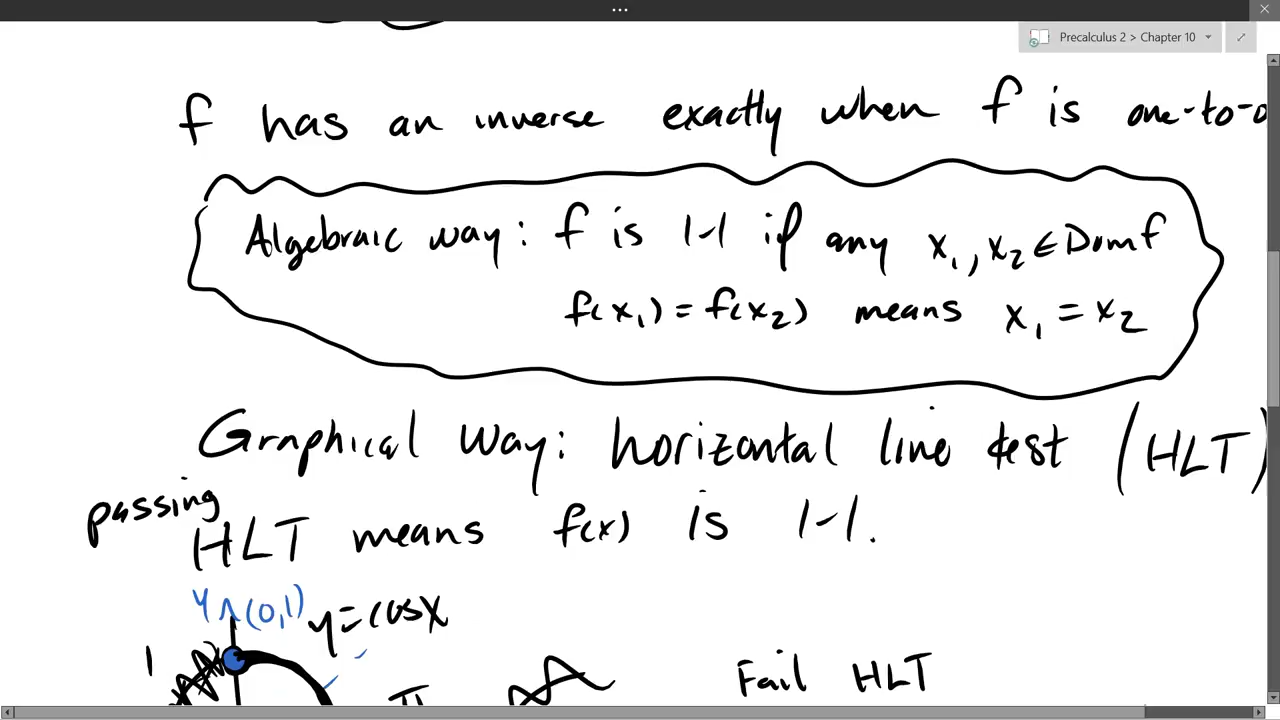 Precalculus 2 > Chapter 10
f has an inverse exactly when f is one-to-o
Algebraic way: f is 1-1 if any x₁, x₂ ∈ Dom f
f(x₁) = f(x₂) means x₁ = x₂
Graphical Way: horizontal line test (HLT)
passing
HLT means f(x) is 1-1.
y (0,1) y = cos x
1
π
Fail HLT